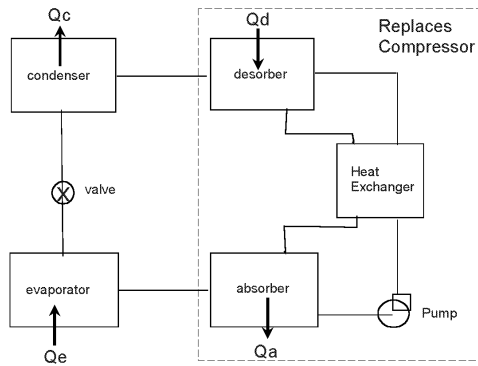 Qc
Qd
Replaces
Compressor
condenser
desorber
Heat
Exchanger
valve
evaporator
absorber
Pump
Qe
Qa